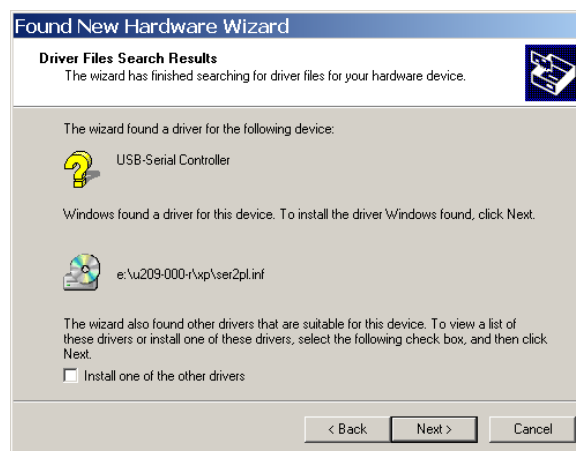 Found New Hardware Wizard
Driver Files Search Results
The wizard has finished searching for driver files for your hardware device.
The wizard found a driver for the following device:
USB-Serial Controller
Windows found a driver for this device. To install the driver Windows found, click Next.
e:\u209-000-r\xp\ser2pl.inf
The wizard also found other drivers that are suitable for this device. To view a list of
these drivers or install one of these drivers, select the following check box, and then click
Next.
Install one of the other drivers
< Back Next > Cancel